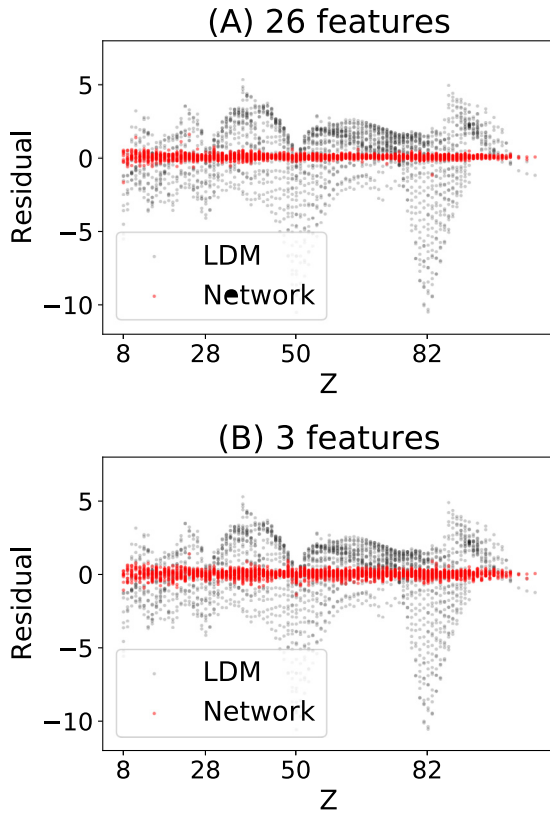 (A) 26 features
Residual
5
0
−5
−10
LDM
Network
8 28 50 82
Z
(B) 3 features
Residual
5
0
−5
−10
LDM
Network
8 28 50 82
Z